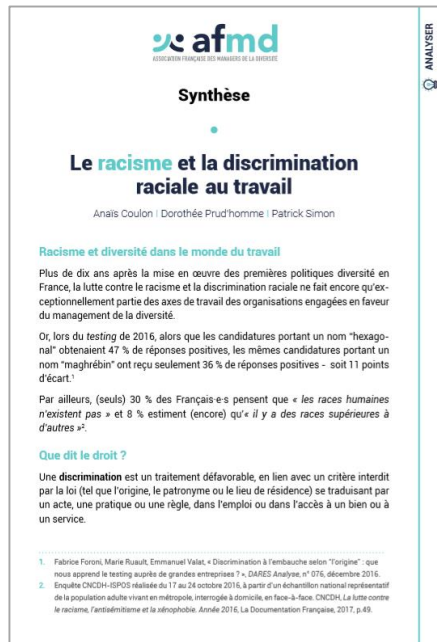 afmd
ASSOCIATION FRANÇAISE DES MANAGERS DE LA DIVERSITÉ
ANALYSER
Synthèse
Le racisme et la discrimination
raciale au travail
Anaïs Coulon I Dorothée Prud'homme I Patrick Simon
Racisme et diversité dans le monde du travail
Plus de dix ans après la mise en œuvre des premières politiques diversité en
France, la lutte contre le racisme et la discrimination raciale ne fait encore qu'ex-
ceptionnellement partie des axes de travail des organisations engagées en faveur
du management de la diversité.
Or, lors du testing de 2016, alors que les candidatures portant un nom "hexago-
nal" obtenaient 47 % de réponses positives, les mêmes candidatures portant un
nom "maghrébin" ont reçu seulement 36 % de réponses positives - soit 11 points
d'écart.¹
Par ailleurs, (seuls) 30 % des Français·e·s pensent que « les races humaines
n'existent pas » et 8 % estiment (encore) qu'« il y a des races supérieures à
d'autres »².
Que dit le droit ?
Une discrimination est un traitement défavorable, en lien avec un critère interdit
par la loi (tel que l'origine, le patronyme ou le lieu de résidence) se traduisant par
un acte, une pratique ou une règle, dans l'emploi ou dans l'accès à un bien ou à
un service.
1. Fabrice Foroni, Marie Ruault, Emmanuel Valat, « Discrimination à l'embauche selon "l'origine" : que
nous apprend le testing auprès de grandes entreprises ? », DARES Analyse, n° 076, décembre 2016.
2. Enquête CNCDH-ISPOS réalisée du 17 au 24 octobre 2016, à partir d'un échantillon national représentatif
de la population adulte vivant en métropole, interrogée à domicile, en face-à-face. CNCDH, La lutte contre
le racisme, l'antisémitisme et la xénophobie. Année 2016, La Documentation Française, 2017, p.49.